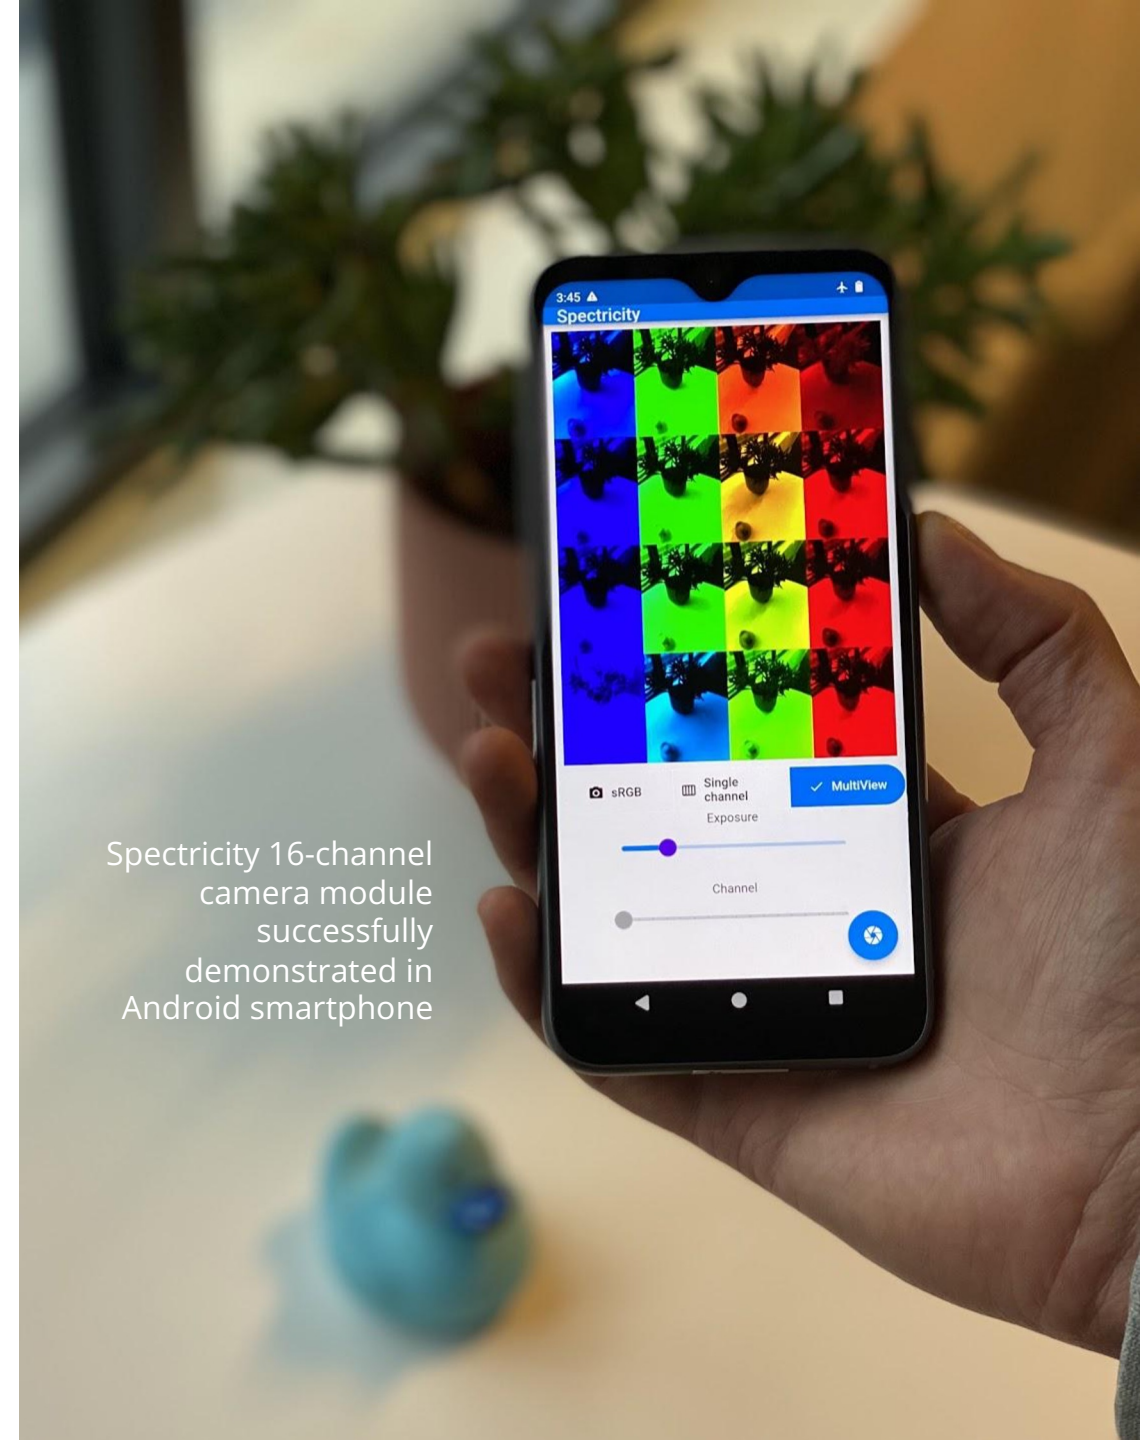 3:45
Spectricity
sRGB
Single
channel
MultiView
Exposure
Channel
Spectricity 16-channel
camera module
successfully
demonstrated in
Android smartphone